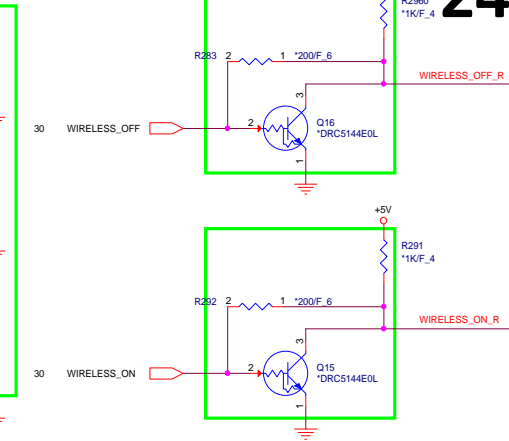 R2960
*1K/F_4
24
R283 2 1 *200/F_6
WIRELESS_OFF_R
3
30 WIRELESS_OFF
2
Q16
*DRC5144E0L
1
+5V
R291
*1K/F_4
R292 2 1 *200/F_6
WIRELESS_ON_R
3
30 WIRELESS_ON
2
Q15
*DRC5144E0L
1